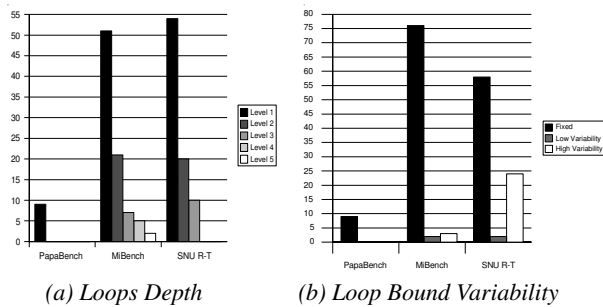 55
50
45
40
35
30
25
20
15
10
5
0
PapaBench MiBench SNU R-T
Level 1
Level 2
Level 3
Level 4
Level 5
(a) Loops Depth
80
75
70
65
60
55
50
45
40
35
30
25
20
15
10
5
0
PapaBench MiBench SNU R-T
Fixed
Low Variability
High Variability
(b) Loop Bound Variability